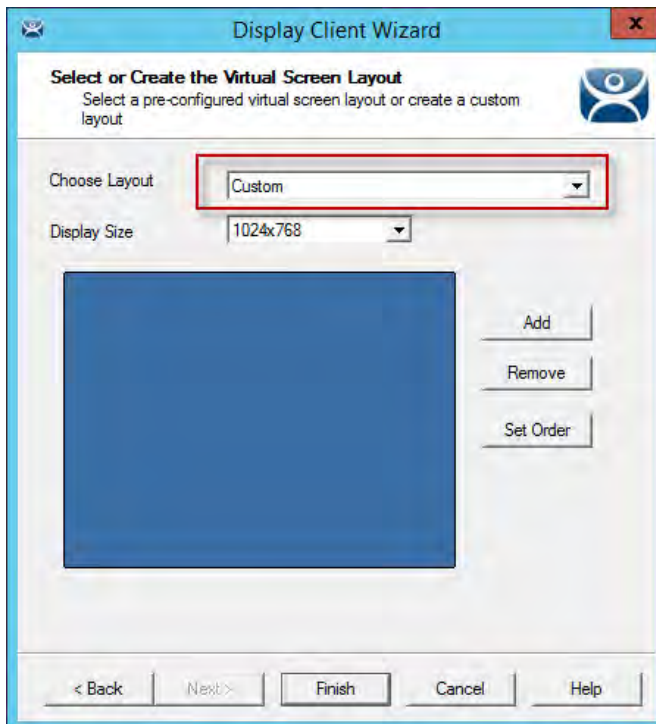 Display Client Wizard
x
Select or Create the Virtual Screen Layout
Select a pre-configured virtual screen layout or create a custom
layout
Choose Layout
Custom
Display Size
1024x768
Add
Remove
Set Order
< Back
Next >
Finish
Cancel
Help